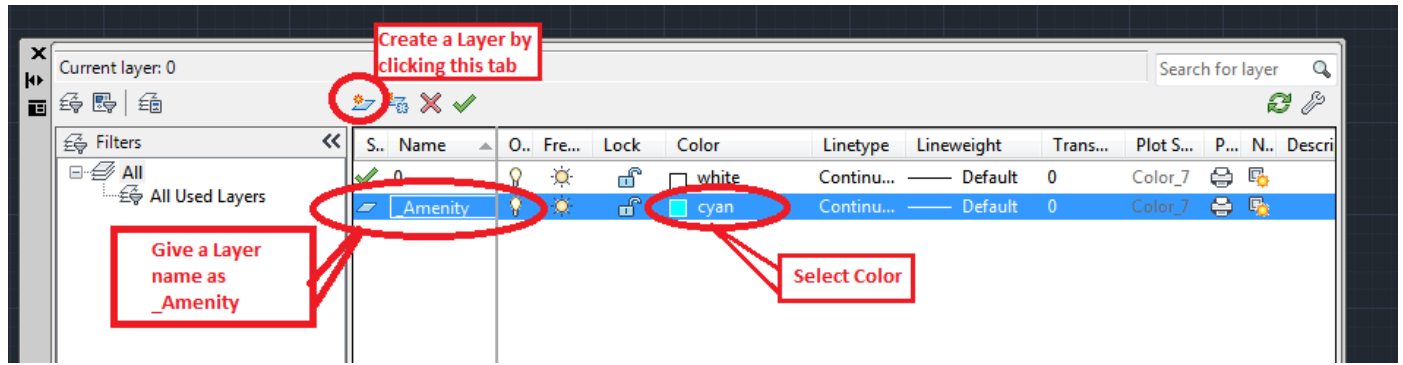 Create a Layer by
clicking this tab
Current layer: 0
Search for layer
Filters
S.. Name O.. Fre... Lock Color Linetype Lineweight Trans... Plot S... P... N.. Descri
All
0 white Continu... Default 0 Color_7
All Used Layers
_Amenity cyan Continu... Default 0 Color_7
Give a Layer
name as
_Amenity
Select Color